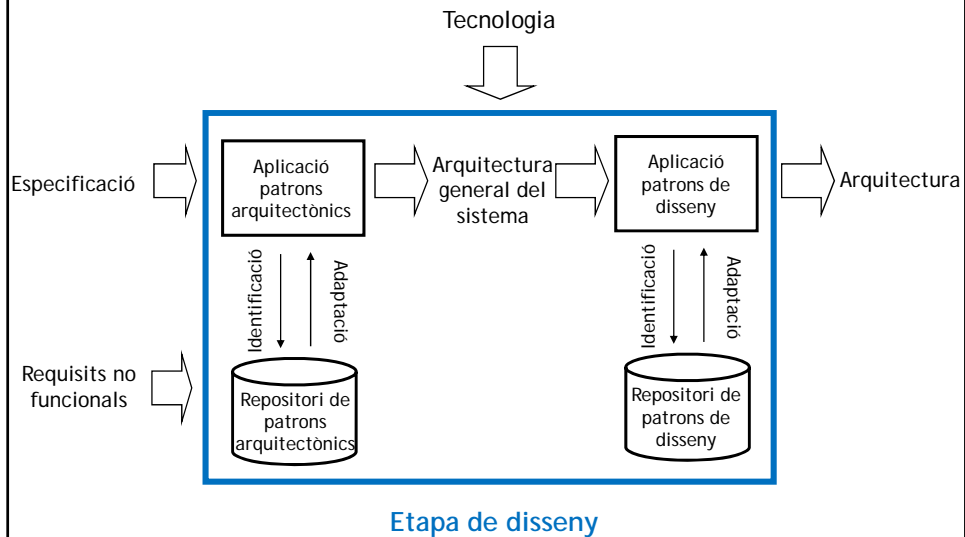 Tecnologia
Especificació
Aplicació
patrons
arquitectònics
Arquitectura
general del
sistema
Aplicació
patrons de
disseny
Arquitectura
Identificació
Adaptació
Identificació
Adaptació
Requisits no
funcionals
Repositori de
patrons
arquitectònics
Repositori de
patrons de
disseny
Etapa de disseny